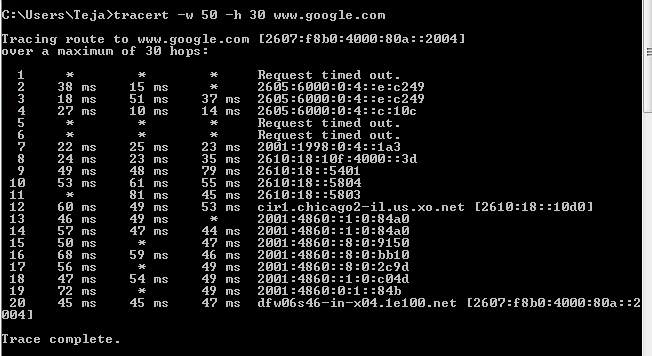 C:\Users\Teja>tracert -w 50 -h 30 www.google.com
Tracing route to www.google.com [2607:f8b0:4000:80a::2004]
over a maximum of 30 hops:
1 * * * Request timed out.
2 38 ms 15 ms * 2605:6000:0:4::e:c249
3 18 ms 51 ms 37 ms 2605:6000:0:4::e:c249
4 27 ms 10 ms 14 ms 2605:6000:0:4::c:10c
5 * * * Request timed out.
6 * * * Request timed out.
7 22 ms 25 ms 23 ms 2001:1998:0:4::1a3
8 24 ms 23 ms 35 ms 2610:18:10f:4000::3d
9 49 ms 48 ms 79 ms 2610:18::5401
10 53 ms 61 ms 55 ms 2610:18::5804
11 * 81 ms 45 ms 2610:18::5803
12 60 ms 49 ms 53 ms cir1.chicago2-il.us.xo.net [2610:18::10d0]
13 46 ms 49 ms * 2001:4860::1:0:84a0
14 57 ms 47 ms 44 ms 2001:4860::1:0:84a0
15 50 ms * 47 ms 2001:4860::8:0:9150
16 68 ms 59 ms 46 ms 2001:4860::8:0:bb10
17 56 ms * 49 ms 2001:4860::8:0:2c9d
18 47 ms 54 ms 49 ms 2001:4860::1:0:c04d
19 72 ms * 49 ms 2001:4860:0:1::84b
20 45 ms 45 ms 47 ms dfw06s46-in-x04.1e100.net [2607:f8b0:4000:80a::2
004]
Trace complete.